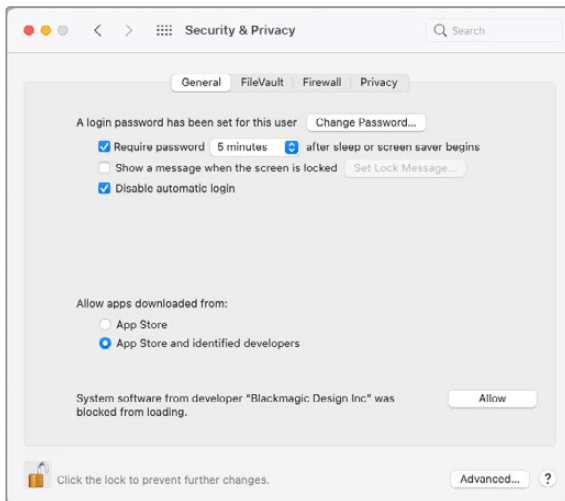 Security & Privacy
Search
General FileVault Firewall Privacy
A login password has been set for this user Change Password...
Require password 5 minutes after sleep or screen saver begins
Show a message when the screen is locked Set Lock Message...
Disable automatic login
Allow apps downloaded from:
App Store
App Store and identified developers
System software from developer “Blackmagic Design Inc” was
blocked from loading.
Allow
Click the lock to prevent further changes.
Advanced... ?